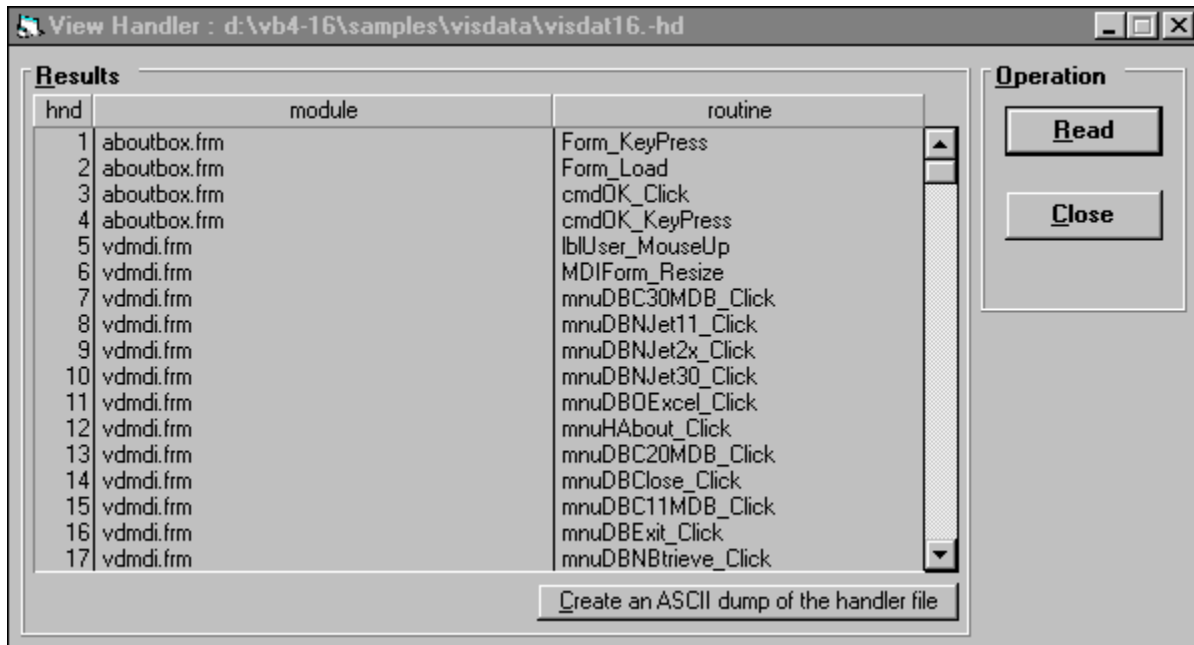 View Handler : d:\vb4-16\samples\visdata\visdat16.-hd
Results
hnd module routine
1 aboutbox.frm Form_KeyPress
2 aboutbox.frm Form_Load
3 aboutbox.frm cmdOK_Click
4 aboutbox.frm cmdOK_KeyPress
5 vdmdi.frm lblUser_MouseUp
6 vdmdi.frm MDIForm_Resize
7 vdmdi.frm mnuDBC30MDB_Click
8 vdmdi.frm mnuDBNJet11_Click
9 vdmdi.frm mnuDBNJet2x_Click
10 vdmdi.frm mnuDBNJet30_Click
11 vdmdi.frm mnuDBOExcel_Click
12 vdmdi.frm mnuHAbout_Click
13 vdmdi.frm mnuDBC20MDB_Click
14 vdmdi.frm mnuDBClose_Click
15 vdmdi.frm mnuDBC11MDB_Click
16 vdmdi.frm mnuDBExit_Click
17 vdmdi.frm mnuDBNBtrieve_Click
Create an ASCII dump of the handler file
Operation
Read
Close